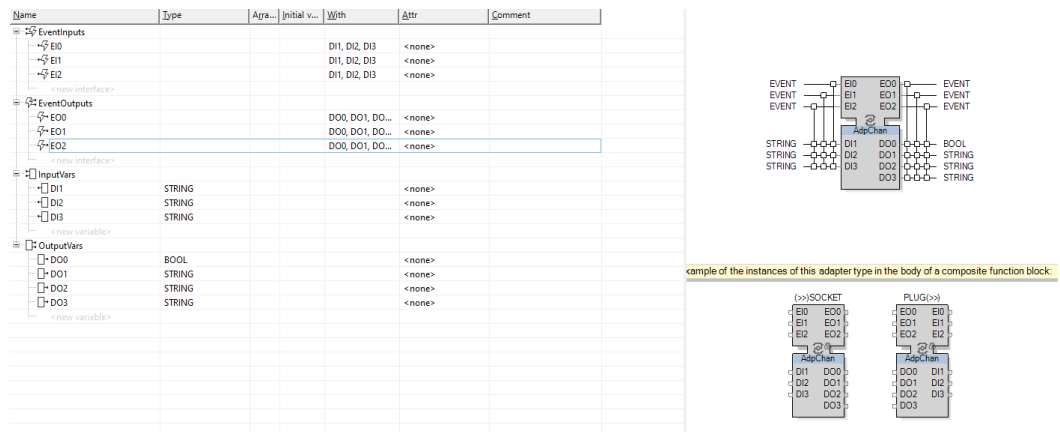 Name Type Arra... Initial v... With Attr Comment
EventInputs
EI0 DI1, DI2, DI3 <none>
EI1 DI1, DI2, DI3 <none>
EI2 DI1, DI2, DI3 <none>
<new interface>
EventOutputs
EO0 DO0, DO1, DO... <none>
EO1 DO0, DO1, DO... <none>
EO2 DO0, DO1, DO... <none>
<new interface>
InputVars
DI1 STRING <none>
DI2 STRING <none>
DI3 STRING <none>
<new variable>
OutputVars
DO0 BOOL <none>
DO1 STRING <none>
DO2 STRING <none>
DO3 STRING <none>
<new variable>
EVENT EI0 EO0 EVENT
EVENT EI1 EO1 EVENT
EVENT EI2 EO2 EVENT
AdpChan
STRING DI1 DO0 BOOL
STRING DI2 DO1 STRING
STRING DI3 DO2 STRING
DO3 STRING
xample of the instances of this adapter type in the body of a composite function block:
(>>)SOCKET PLUG(>>)
EI0 EO0 EO0 EI0
EI1 EO1 EO1 EI1
EI2 EO2 EO2 EI2
AdpChan AdpChan
DI1 DO0 DO0 DI1
DI2 DO1 DO1 DI2
DI3 DO2 DO2 DI3
DO3 DO3